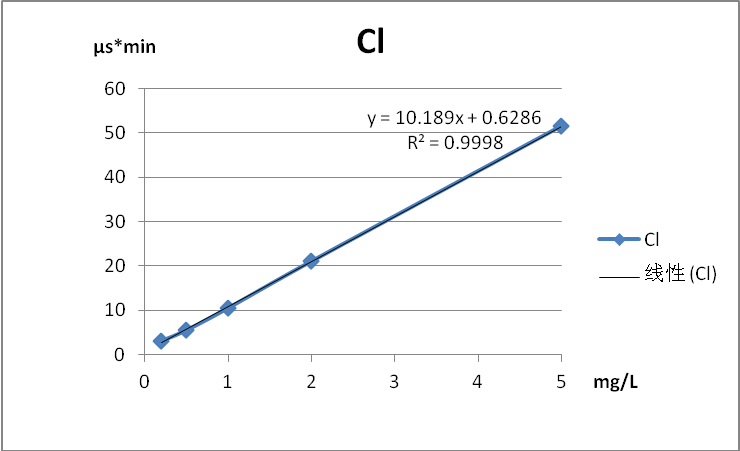 Cl
μs*min
60
50
40
30
20
10
0
y = 10.189x + 0.6286
R² = 0.9998
0 1 2 3 4 5
mg/L
Cl
线性 (Cl)